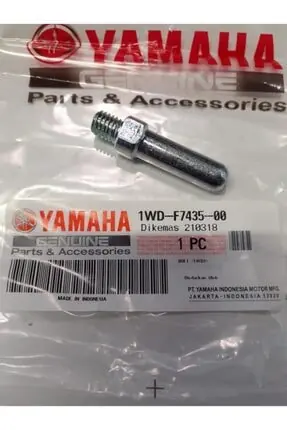 YAMAHA
GENUINE
Parts & Accessories
YAMAHA
GENUINE
Parts & Accessories
1WD-F7435-00
Dikemas 210318
1 PC
MADE IN INDONESIA
PT. YAMAHA INDONESIA MOTOR MFG.
JAKARTA-INDONESIA 13920